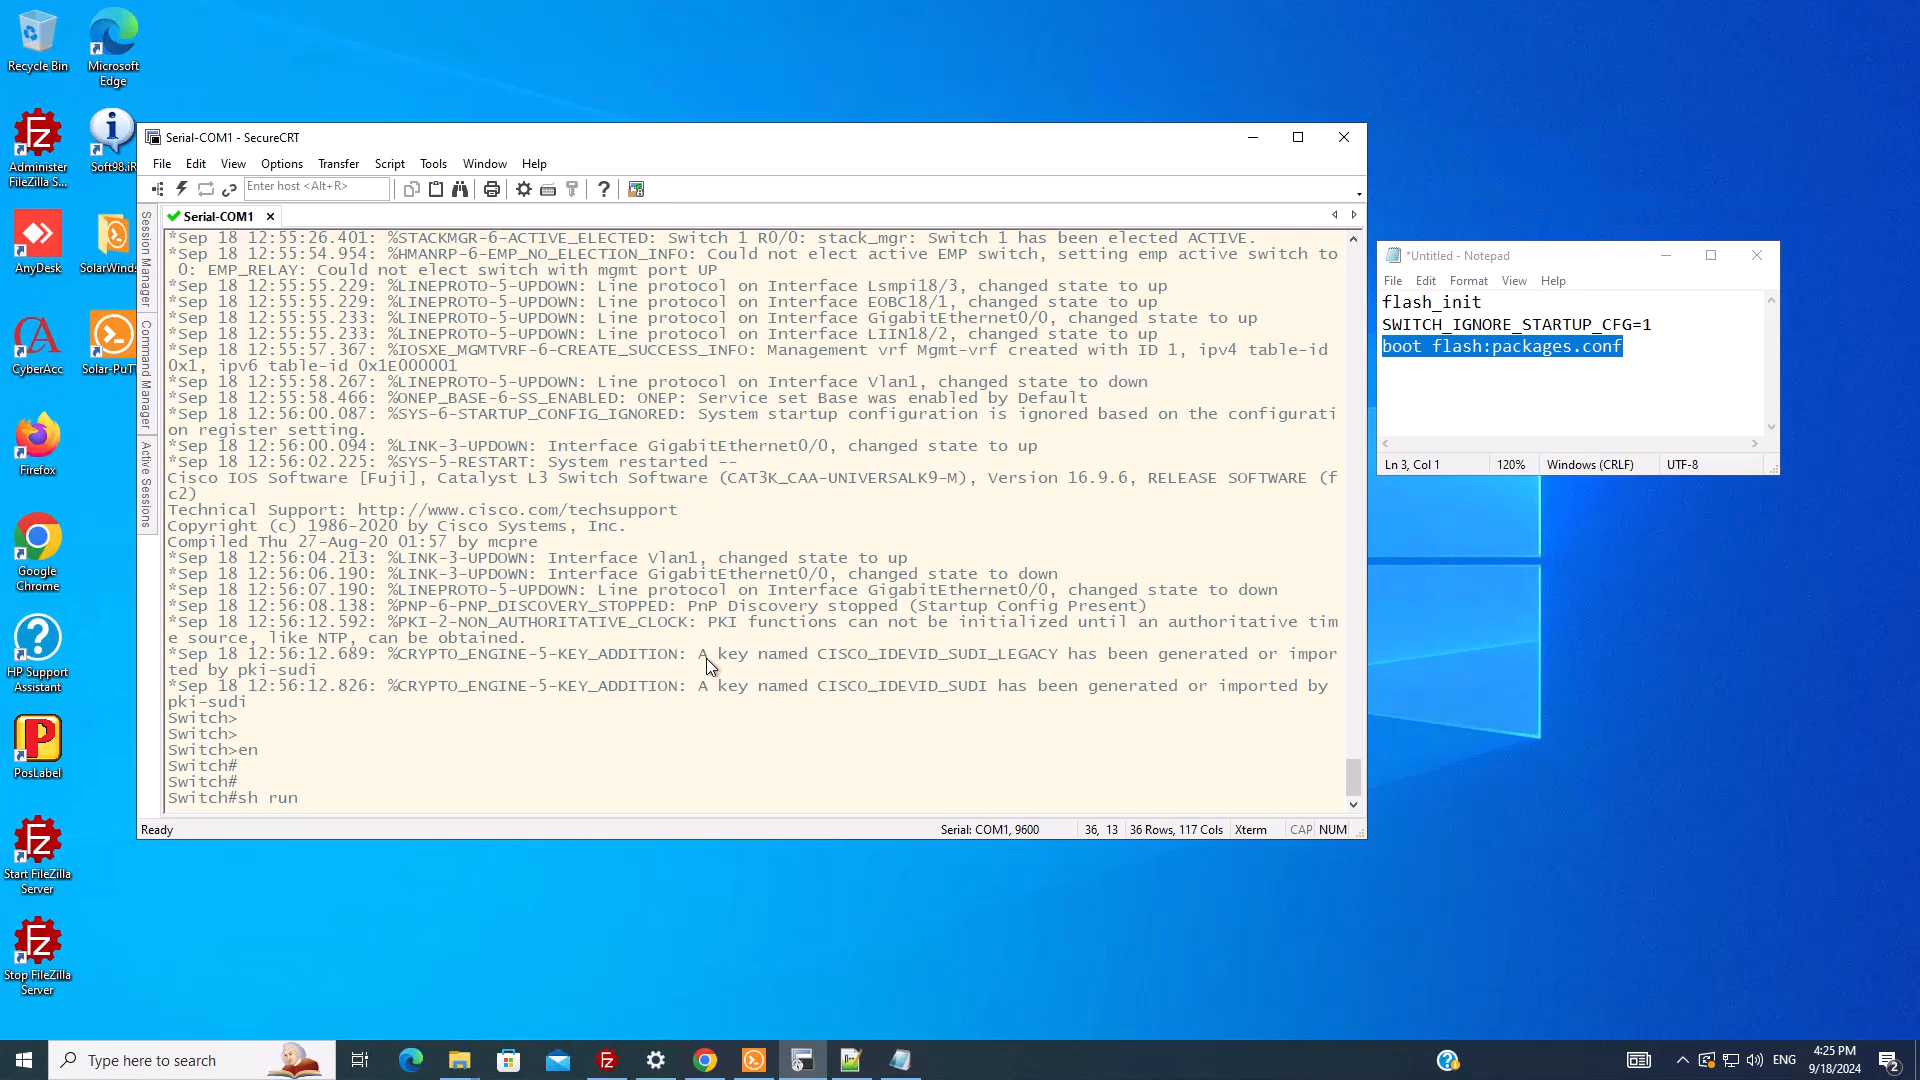 Recycle Bin
Microsoft Edge
Administer FileZilla S...
Soft98.iR
AnyDesk
SolarWinds
CyberAcc
Solar-PuT
Firefox
Google Chrome
HP Support Assistant
PosLabel
Start FileZilla Server
Stop FileZilla Server
Serial-COM1 - SecureCRT
File Edit View Options Transfer Script Tools Window Help
Enter host <Alt+R>
Session Manager
Command Manager
Active Sessions
Serial-COM1
*Sep 18 12:55:26.401: %STACKMGR-6-ACTIVE_ELECTED: Switch 1 R0/0: stack_mgr: Switch 1 has been elected ACTIVE.
*Sep 18 12:55:54.954: %HMANRP-6-EMP_NO_ELECTION_INFO: Could not elect active EMP switch, setting emp active switch to
 0: EMP_RELAY: Could not elect switch with mgmt port UP
*Sep 18 12:55:55.229: %LINEPROTO-5-UPDOWN: Line protocol on Interface Lsmpi18/3, changed state to up
*Sep 18 12:55:55.229: %LINEPROTO-5-UPDOWN: Line protocol on Interface EOBC18/1, changed state to up
*Sep 18 12:55:55.233: %LINEPROTO-5-UPDOWN: Line protocol on Interface GigabitEthernet0/0, changed state to up
*Sep 18 12:55:55.233: %LINEPROTO-5-UPDOWN: Line protocol on Interface LIIN18/2, changed state to up
*Sep 18 12:55:57.367: %IOSXE_MGMTVRF-6-CREATE_SUCCESS_INFO: Management vrf Mgmt-vrf created with ID 1, ipv4 table-id
0x1, ipv6 table-id 0x1E000001
*Sep 18 12:55:58.267: %LINEPROTO-5-UPDOWN: Line protocol on Interface Vlan1, changed state to down
*Sep 18 12:55:58.466: %ONEP_BASE-6-SS_ENABLED: ONEP: Service set Base was enabled by Default
*Sep 18 12:56:00.087: %SYS-6-STARTUP_CONFIG_IGNORED: System startup configuration is ignored based on the configurati
on register setting.
*Sep 18 12:56:00.094: %LINK-3-UPDOWN: Interface GigabitEthernet0/0, changed state to up
*Sep 18 12:56:02.225: %SYS-5-RESTART: System restarted --
Cisco IOS Software [Fuji], Catalyst L3 Switch Software (CAT3K_CAA-UNIVERSALK9-M), Version 16.9.6, RELEASE SOFTWARE (f
c2)
Technical Support: http://www.cisco.com/techsupport
Copyright (c) 1986-2020 by Cisco Systems, Inc.
Compiled Thu 27-Aug-20 01:57 by mcpre
*Sep 18 12:56:04.213: %LINK-3-UPDOWN: Interface Vlan1, changed state to up
*Sep 18 12:56:06.190: %LINK-3-UPDOWN: Interface GigabitEthernet0/0, changed state to down
*Sep 18 12:56:07.190: %LINEPROTO-5-UPDOWN: Line protocol on Interface GigabitEthernet0/0, changed state to down
*Sep 18 12:56:08.138: %PNP-6-PNP_DISCOVERY_STOPPED: PnP Discovery stopped (Startup Config Present)
*Sep 18 12:56:12.592: %PKI-2-NON_AUTHORITATIVE_CLOCK: PKI functions can not be initialized until an authoritative tim
e source, like NTP, can be obtained.
*Sep 18 12:56:12.689: %CRYPTO_ENGINE-5-KEY_ADDITION: A key named CISCO_IDEVID_SUDI_LEGACY has been generated or impor
ted by pki-sudi
*Sep 18 12:56:12.826: %CRYPTO_ENGINE-5-KEY_ADDITION: A key named CISCO_IDEVID_SUDI has been generated or imported by
pki-sudi
Switch>
Switch>
Switch>en
Switch#
Switch#
Switch#sh run
Ready Serial: COM1, 9600 36, 13 36 Rows, 117 Cols Xterm CAP NUM
*Untitled - Notepad
File Edit Format View Help
flash_init
SWITCH_IGNORE_STARTUP_CFG=1
boot flash:packages.conf
Ln 3, Col 1 120% Windows (CRLF) UTF-8
Type here to search
ENG
4:25 PM
9/18/2024
2